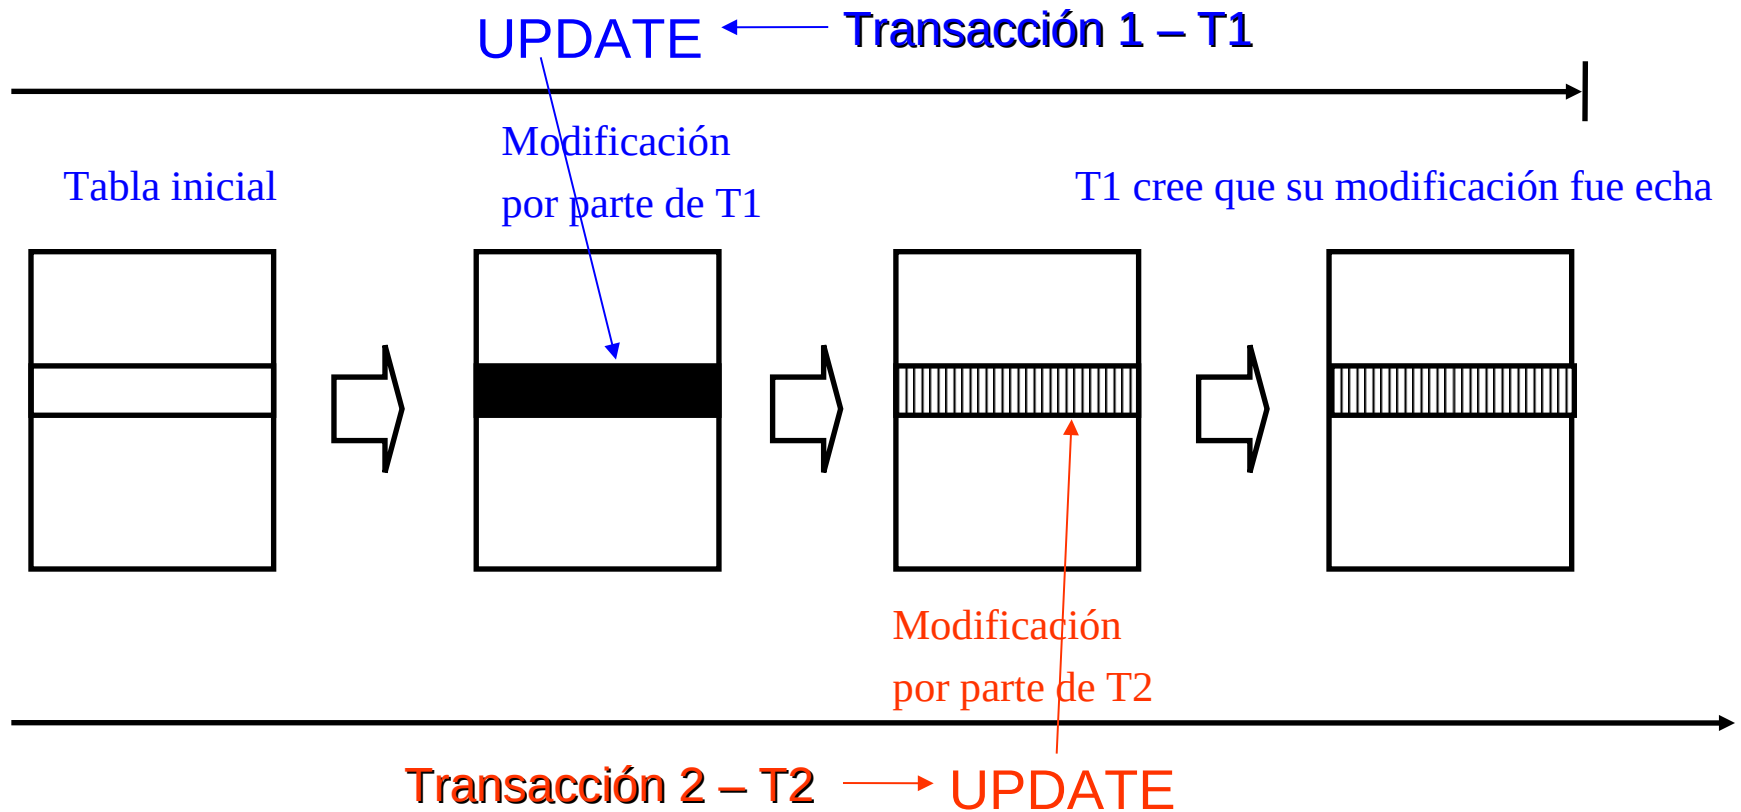 UPDATE
Transacción 1 – T1
Modificación
por parte de T1
Tabla inicial
T1 cree que su modificación fue echa
Modificación
por parte de T2
Transacción 2 – T2
UPDATE